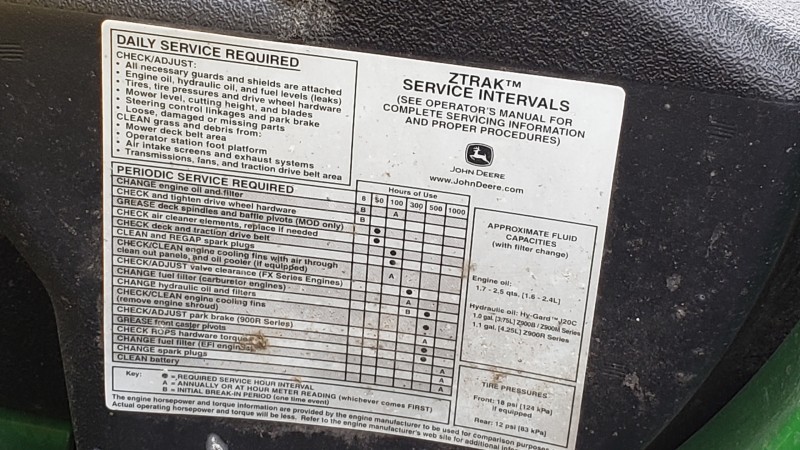 DAILY SERVICE REQUIRED
CHECK/ADJUST:
• All necessary guards and shields are attached
• Engine oil, hydraulic oil, and fuel levels (leaks)
• Tires, tire pressures and drive wheel hardware
• Mower level, cutting height, and blades
• Steering control linkages and park brake
• Loose, damaged or missing parts
CLEAN grass and debris from:
• Mower deck belt area
• Operator station foot platform
• Air intake screens and exhaust systems
• Transmissions, fans, and traction drive belt area
ZTRAK™
SERVICE INTERVALS
(SEE OPERATOR'S MANUAL FOR
COMPLETE SERVICING INFORMATION
AND PROPER PROCEDURES)
JOHN DEERE
www.JohnDeere.com
PERIODIC SERVICE REQUIRED
Hours of Use
8 50 100 300 500 1000
CHANGE engine oil and filter
CHECK and tighten drive wheel hardware
GREASE deck spindles and baffle pivots (MOD only)
CHECK air cleaner elements, replace if needed
CHECK deck and traction drive belt
CLEAN and REGAP spark plugs
CHECK/CLEAN engine cooling fins with air through
clean out panels, and oil cooler (if equipped)
CHECK/ADJUST valve clearance (FX Series Engines)
CHANGE fuel filter (carburetor engines)
CHANGE hydraulic oil and filters
CHECK/CLEAN engine cooling fins
(remove engine shroud)
CHECK/ADJUST park brake (900R Series)
GREASE front caster pivots
CHECK ROPS hardware torque
CHANGE fuel filter (EFI engines)
CHANGE spark plugs
CLEAN battery
APPROXIMATE FLUID
CAPACITIES
(with filter change)
Engine oil:
1.7 - 2.5 qts. [1.6 - 2.4L]
Hydraulic oil: Hy-Gard™ J20C
1.0 gal. [3.75L] Z900B / Z900M Series
1.1 gal. [4.25L] Z900R Series
TIRE PRESSURES
Front: 18 psi [124 kPa]
if equipped
Rear: 12 psi [83 kPa]
Key: ● = REQUIRED SERVICE HOUR INTERVAL
A = ANNUALLY OR AT HOUR METER READING (whichever comes FIRST)
B = INITIAL BREAK-IN PERIOD (one time event)
The engine horsepower and torque information are provided by the engine manufacturer to be used for comparison purposes
Actual operating horsepower and torque will be less. Refer to the engine manufacturer's web site for additional